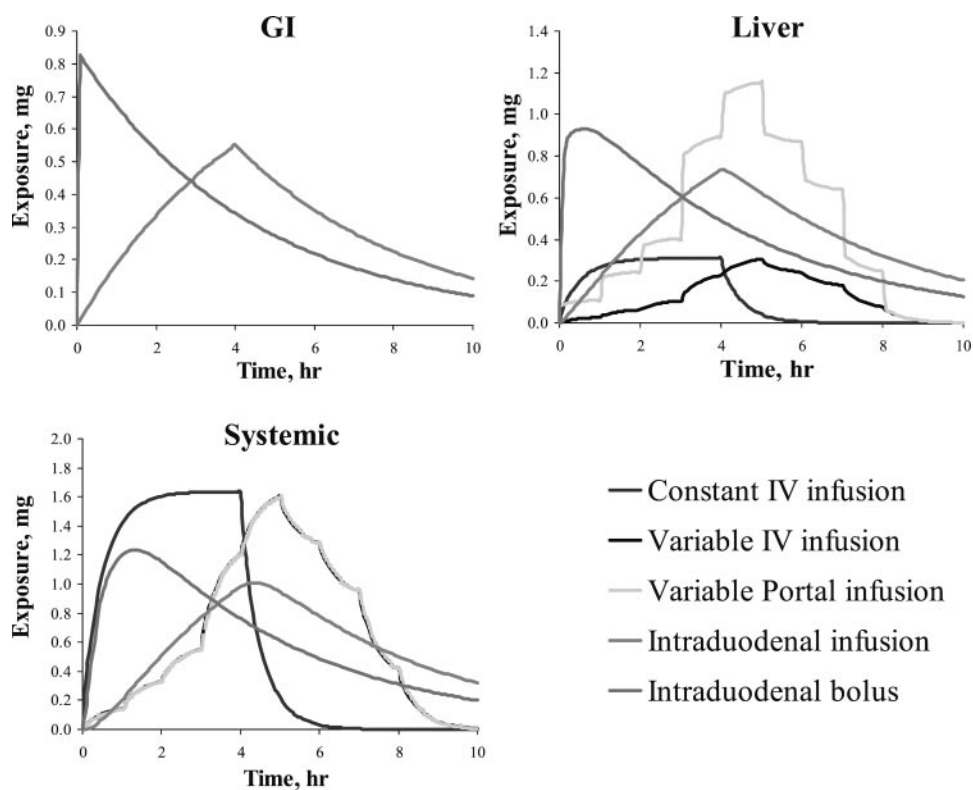 GI
Exposure, mg
0.9
0.8
0.7
0.6
0.5
0.4
0.3
0.2
0.1
0.0
0 2 4 6 8 10
Time, hr
Liver
Exposure, mg
1.4
1.2
1.0
0.8
0.6
0.4
0.2
0.0
0 2 4 6 8 10
Time, hr
Systemic
Exposure, mg
2.0
1.8
1.6
1.4
1.2
1.0
0.8
0.6
0.4
0.2
0.0
0 2 4 6 8 10
Time, hr
Constant IV infusion
Variable IV infusion
Variable Portal infusion
Intraduodenal infusion
Intraduodenal bolus